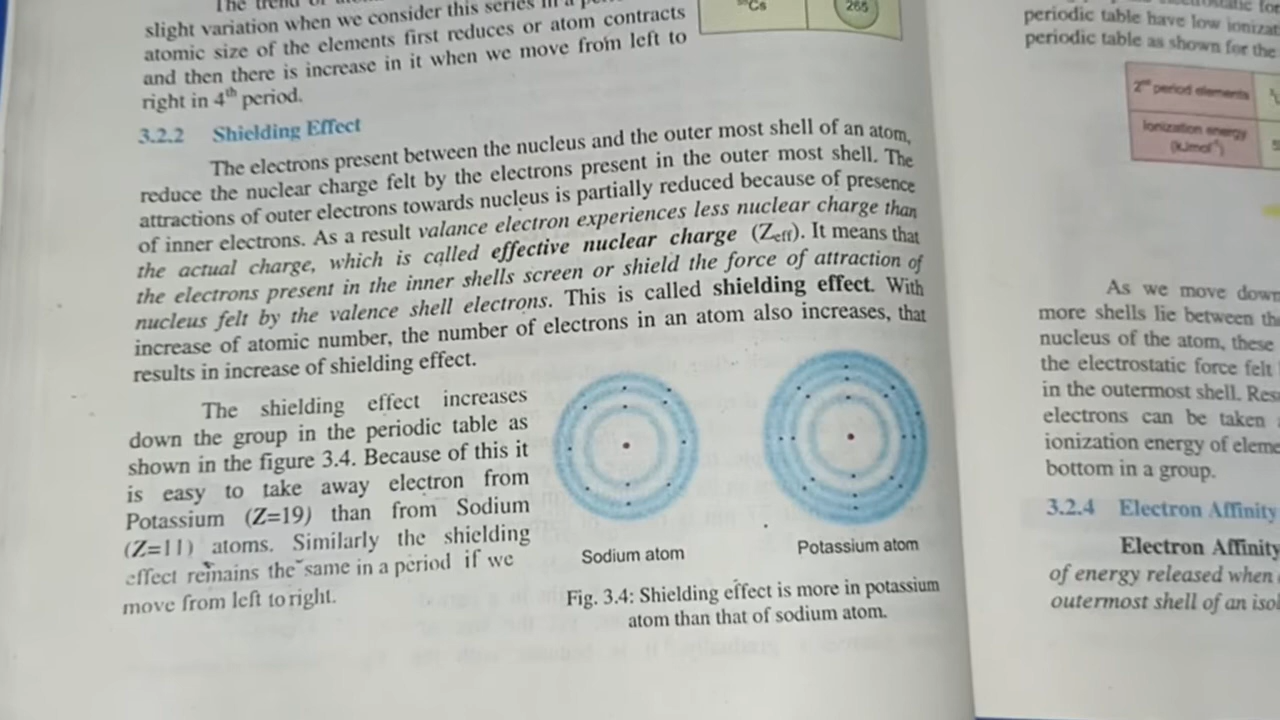 The trend
slight variation when we consider this series in a
atomic size of the elements first reduces or atom contracts
and then there is increase in it when we move from left to
right in 4th period.
Cs
265
3.2.2 Shielding Effect
The electrons present between the nucleus and the outer most shell of an atom,
reduce the nuclear charge felt by the electrons present in the outer most shell. The
attractions of outer electrons towards nucleus is partially reduced because of presence
of inner electrons. As a result valance electron experiences less nuclear charge than
the actual charge, which is called effective nuclear charge (Zeff). It means that
the electrons present in the inner shells screen or shield the force of attraction of
nucleus felt by the valence shell electrons. This is called shielding effect. With
increase of atomic number, the number of electrons in an atom also increases, that
results in increase of shielding effect.
The shielding effect increases
down the group in the periodic table as
shown in the figure 3.4. Because of this it
is easy to take away electron from
Potassium (Z=19) than from Sodium
(Z=11) atoms. Similarly the shielding
effect remains the same in a period if we
move from left to right.
Sodium atom
Potassium atom
Fig. 3.4: Shielding effect is more in potassium
atom than that of sodium atom.
periodic table have low ionizat
periodic table as shown for the
2nd period elements
Ionization energy
(kJmol-1)
As we move down
more shells lie between the
nucleus of the atom, these
the electrostatic force felt
in the outermost shell. Res
electrons can be taken
ionization energy of eleme
bottom in a group.
3.2.4 Electron Affinity
Electron Affinity
of energy released when
outermost shell of an isol